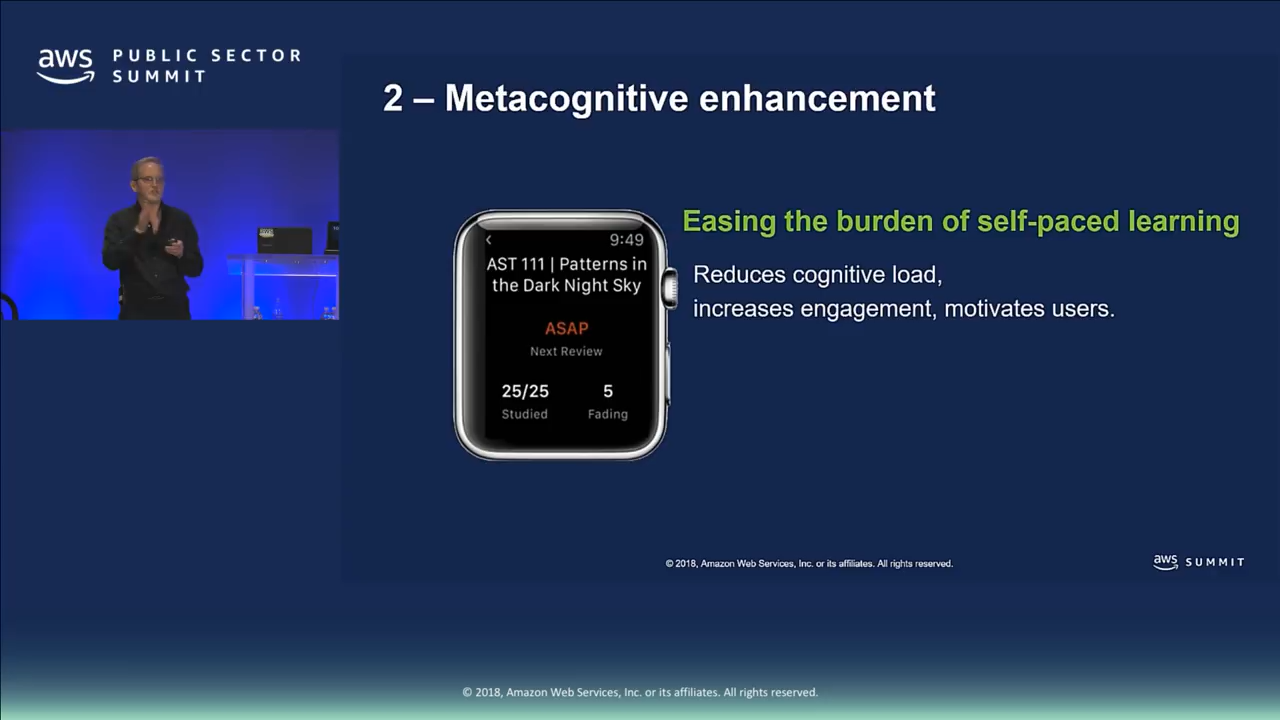 aws
PUBLIC SECTOR
SUMMIT
2 – Metacognitive enhancement
Easing the burden of self-paced learning
Reduces cognitive load,
increases engagement, motivates users.
‹ 9:49
AST 111 | Patterns in
the Dark Night Sky
ASAP
Next Review
25/25 5
Studied Fading
© 2018, Amazon Web Services, Inc. or its affiliates. All rights reserved.
aws SUMMIT
© 2018, Amazon Web Services, Inc. or its affiliates. All rights reserved.